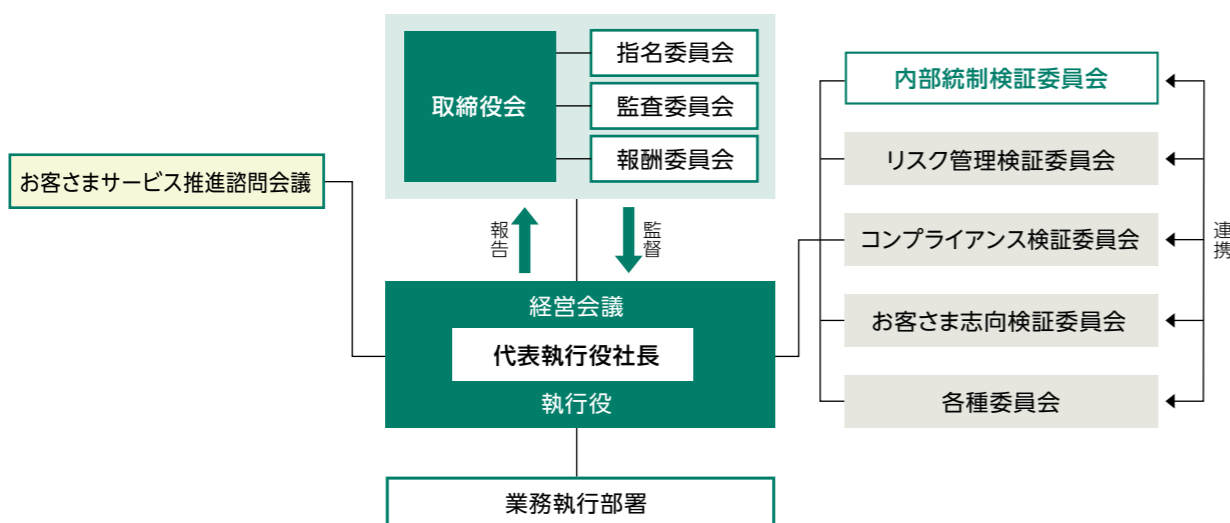 取締役会
指名委員会
監査委員会
報酬委員会
お客さまサービス推進諮問会議
報告
監督
経営会議
代表執行役社長
執行役
業務執行部署
内部統制検証委員会
リスク管理検証委員会
コンプライアンス検証委員会
お客さま志向検証委員会
各種委員会
連携